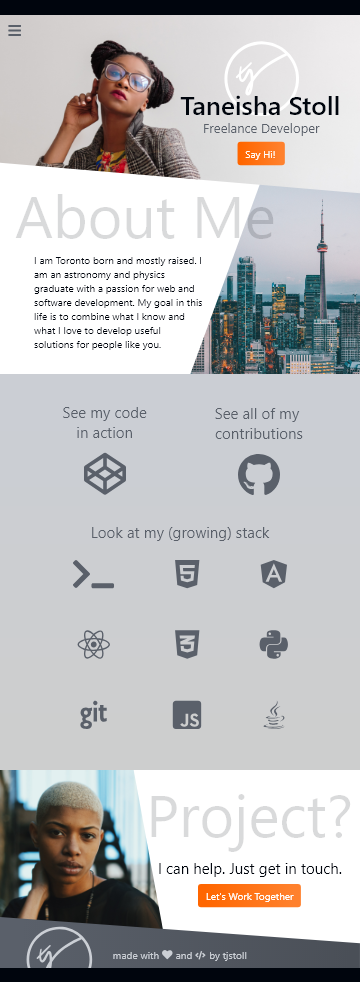 tj
Taneisha Stoll
Freelance Developer
Say Hi!
About Me
I am Toronto born and mostly raised. I
am an astronomy and physics
graduate with a passion for web and
software development. My goal in this
life is to combine what I know and
what I love to develop useful
solutions for people like you.
See my code
in action
See all of my
contributions
Look at my (growing) stack
5
A
3
git
JS
Project?
I can help. Just get in touch.
Let's Work Together
tj
made with ♥ and </> by tjstoll